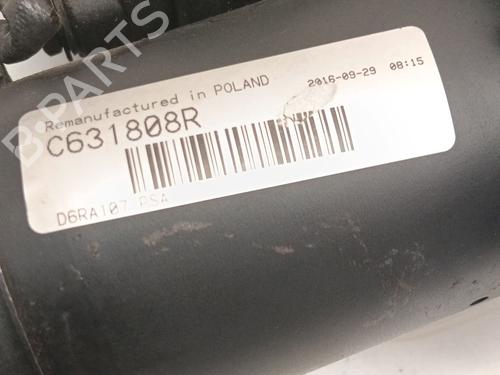 Remanufactured in POLAND 2016-09-29 08:15
C631808R
D6RA107 PSA
B-PARTS